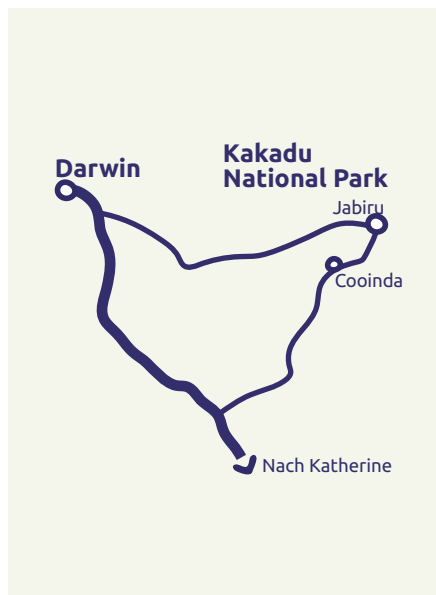 Darwin
Kakadu
National Park
Jabiru
Cooinda
Nach Katherine